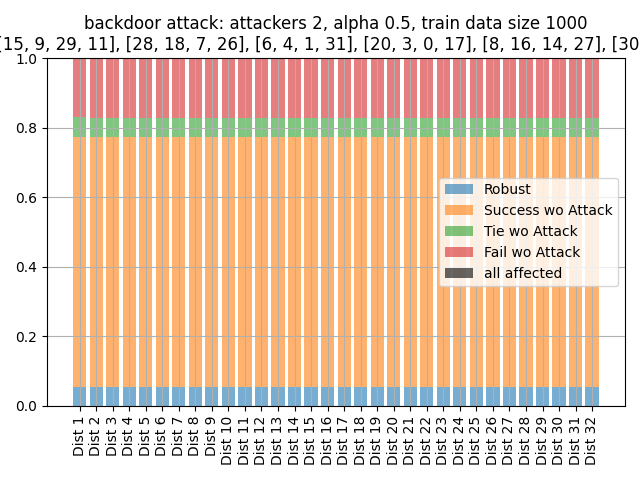 backdoor attack: attackers 2, alpha 0.5, train data size 1000
[15, 9, 29, 11], [28, 18, 7, 26], [6, 4, 1, 31], [20, 3, 0, 17], [8, 16, 14, 27], [30
1.0
0.8
0.6
0.4
0.2
0.0
Robust
Success wo Attack
Tie wo Attack
Fail wo Attack
all affected
Dist 1
Dist 2
Dist 3
Dist 4
Dist 5
Dist 6
Dist 7
Dist 8
Dist 9
Dist 10
Dist 11
Dist 12
Dist 13
Dist 14
Dist 15
Dist 16
Dist 17
Dist 18
Dist 19
Dist 20
Dist 21
Dist 22
Dist 23
Dist 24
Dist 25
Dist 26
Dist 27
Dist 28
Dist 29
Dist 30
Dist 31
Dist 32